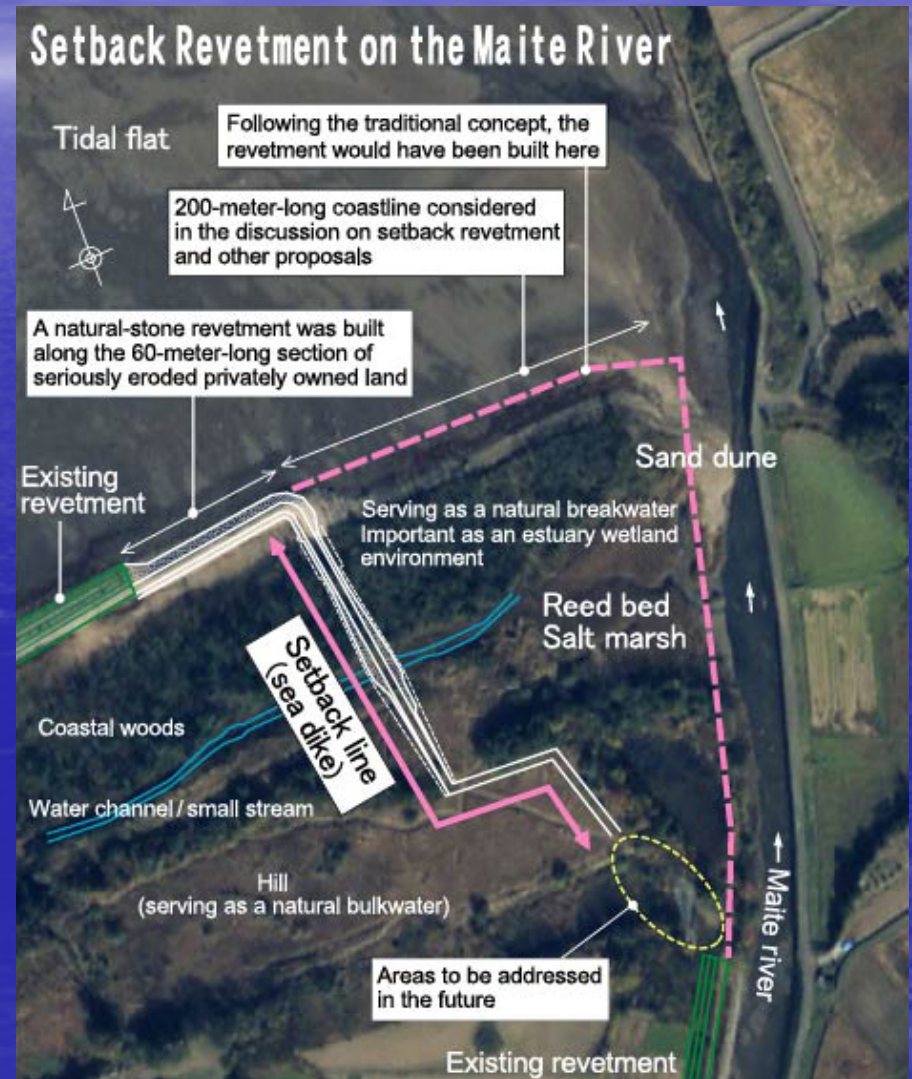 Setback Revetment on the Maite River
Tidal flat
Following the traditional concept, the
revetment would have been built here
200-meter-long coastline considered
in the discussion on setback revetment
and other proposals
A natural-stone revetment was built
along the 60-meter-long section of
seriously eroded privately owned land
Existing
revetment
Sand dune
Serving as a natural breakwater
Important as an estuary wetland
environment
Reed bed
Salt marsh
Setback line
(sea dike)
Coastal woods
Water channel/small stream
Hill
(serving as a natural bulkwater)
Maite river
Areas to be addressed
in the future
Existing revetment